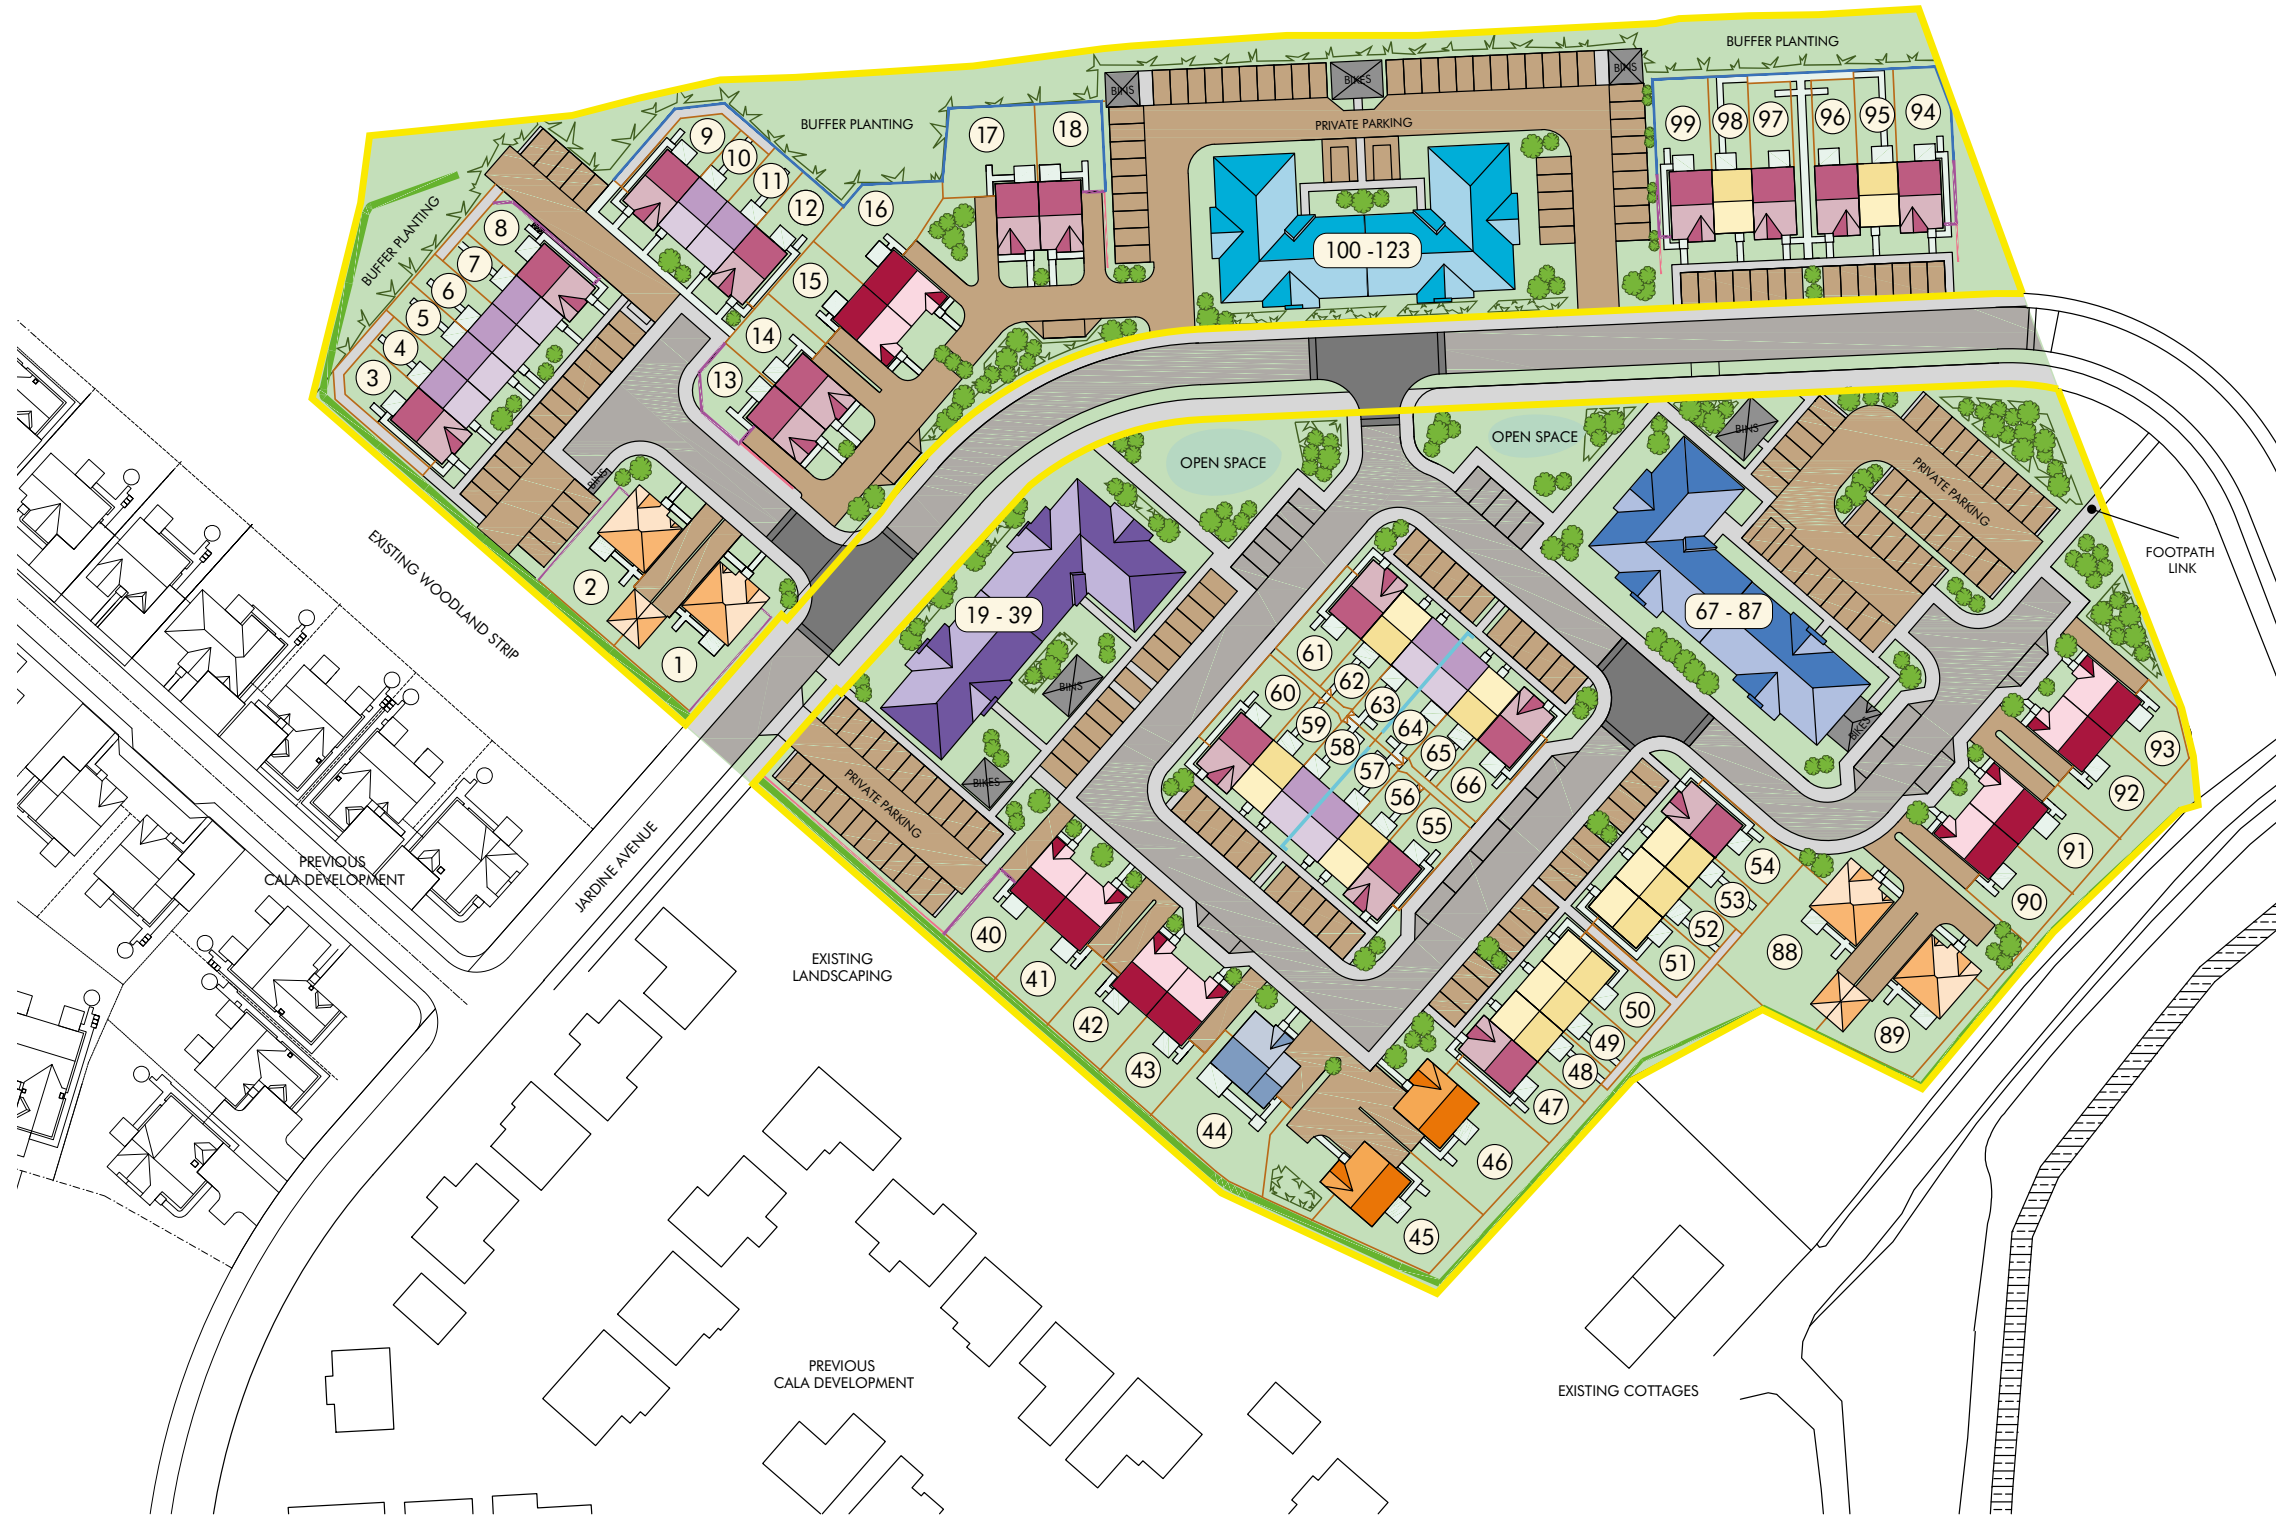 BUFFER PLANTING
BINS
BIKES
BINS
PRIVATE PARKING
BUFFER PLANTING
BUFFER PLANTING
9
10
11
12
17
18
16
15
14
13
8
7
6
5
4
3
99
98
97
96
95
94
100 -123
BINS
2
1
EXISTING WOODLAND STRIP
OPEN SPACE
OPEN SPACE
BINS
PRIVATE PARKING
FOOTPATH
LINK
19 - 39
BINS
BIKES
PRIVATE PARKING
67 - 87
BIKES
61
62
63
64
65
66
60
59
58
57
56
55
93
92
91
90
54
53
52
51
50
49
48
47
88
89
40
41
42
43
44
46
45
JARDINE AVENUE
PREVIOUS
CALA DEVELOPMENT
EXISTING
LANDSCAPING
PREVIOUS
CALA DEVELOPMENT
EXISTING COTTAGES